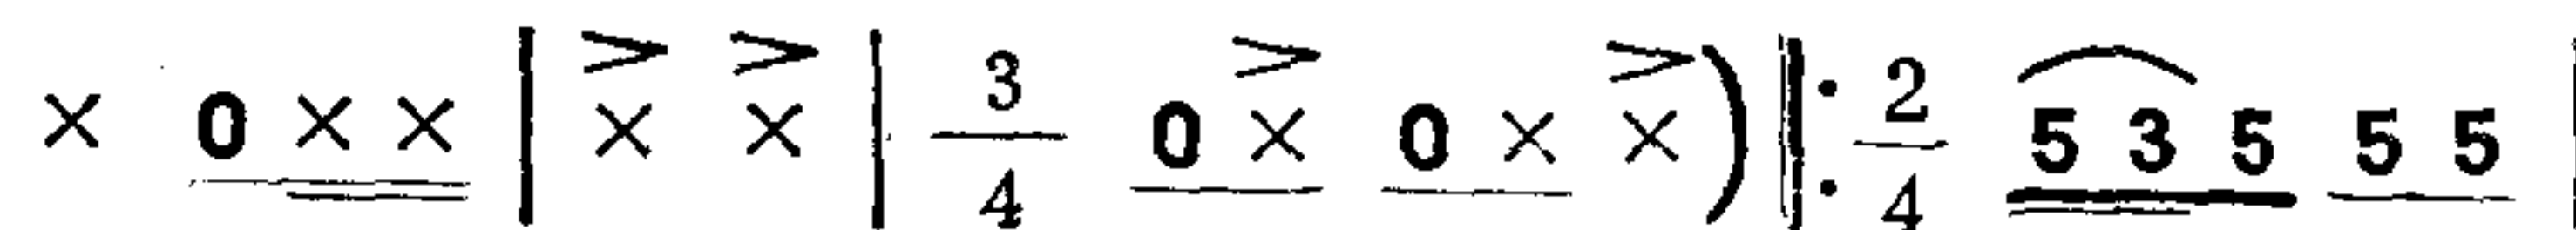 × 0 × × | > × > × | 3/4 0 > × 0 × > × ) ‖: 2/4 5 3 5 5 5 |